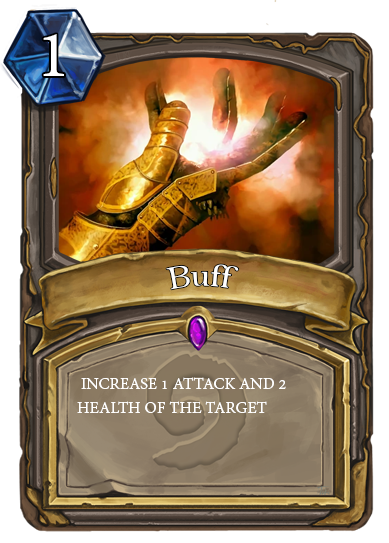 1
Buff
INCREASE 1 ATTACK AND 2
HEALTH OF THE TARGET